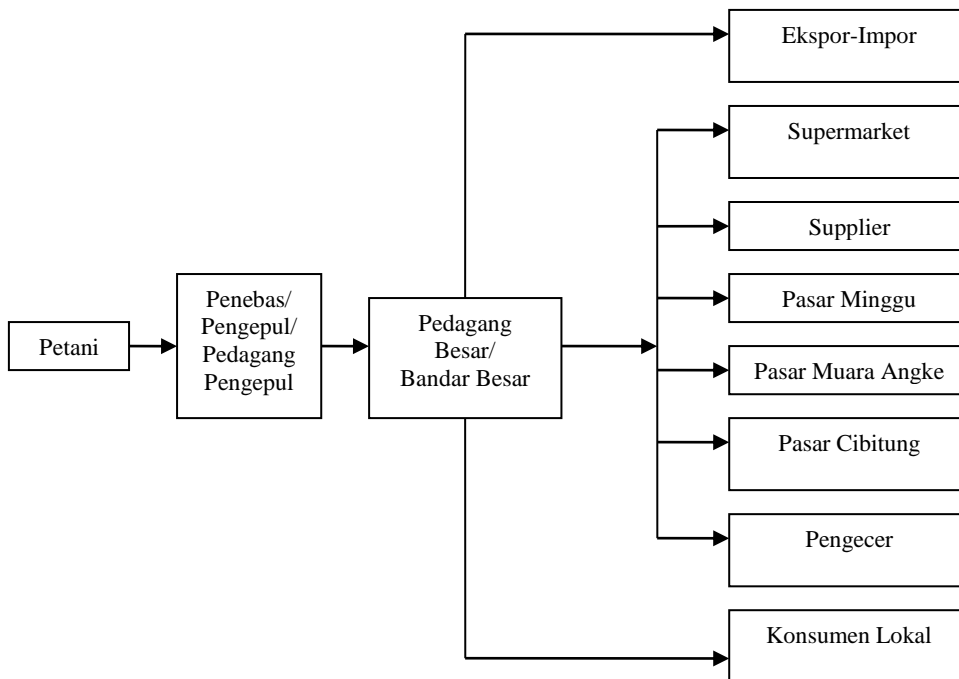 Petani
Penebas/
Pengepul/
Pedagang
Pengepul
Pedagang
Besar/
Bandar Besar
Ekspor-Impor
Supermarket
Supplier
Pasar Minggu
Pasar Muara Angke
Pasar Cibitung
Pengecer
Konsumen Lokal